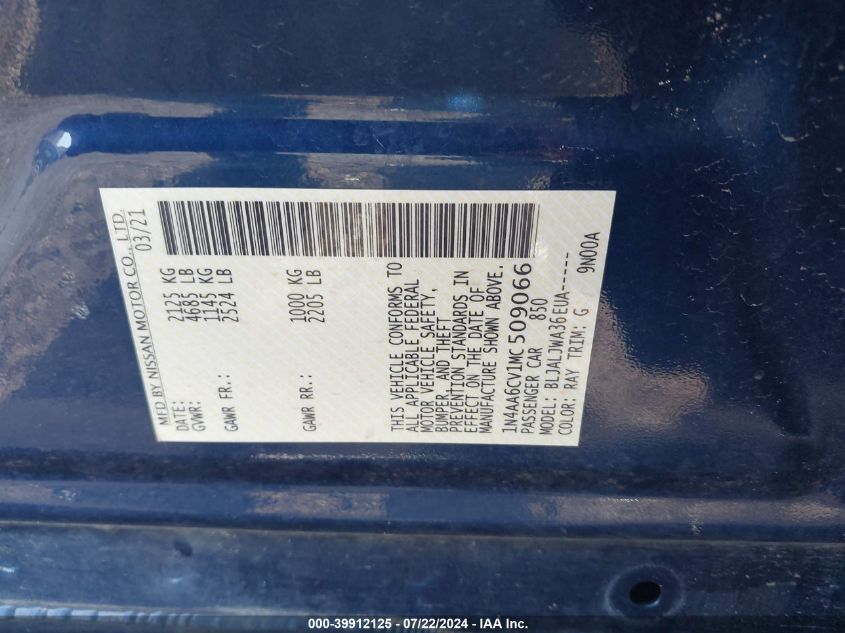 MFD BY NISSAN MOTOR CO., LTD.
DATE: 03/21
GVWR: 2125 KG
4685 LB
GAWR FR.: 1145 KG
2524 LB
GAWR RR.: 1000 KG
2205 LB
THIS VEHICLE CONFORMS TO
ALL APPLICABLE FEDERAL
MOTOR VEHICLE SAFETY,
BUMPER, AND THEFT
PREVENTION STANDARDS IN
EFFECT ON THE DATE OF
MANUFACTURE SHOWN ABOVE.
1N4AA6CV1MC509066
PASSENGER CAR 850
MODEL: BLJALJWA36EUA-----
COLOR: RAY TRIM: G 9N00A
000-39912125 - 07/22/2024 - IAA Inc.